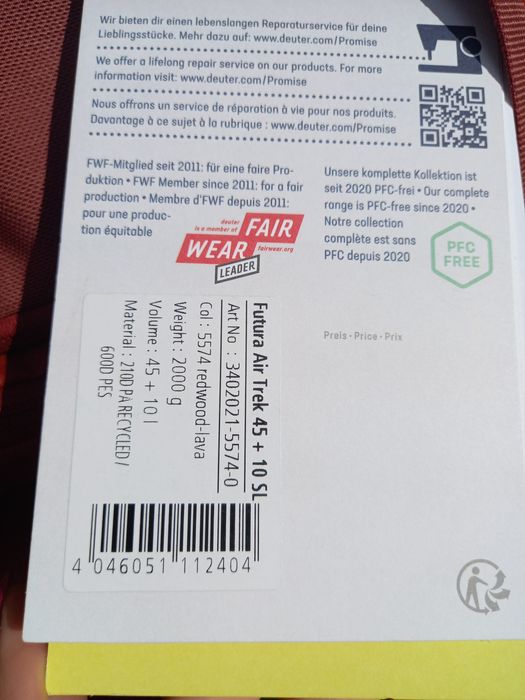 Wir bieten dir einen lebenslangen Reparaturservice für deine
Lieblingsstücke. Mehr dazu auf: www.deuter.com/Promise
We offer a lifelong repair service on our products. For more
information visit: www.deuter.com/Promise
Nous offrons un service de réparation à vie pour nos produits.
Davantage à ce sujet à la rubrique : www.deuter.com/Promise
FWF-Mitglied seit 2011: für eine faire Pro-
duktion • FWF Member since 2011: for a fair
production • Membre d'FWF depuis 2011:
pour une produc-
tion équitable
deuter
is a member of
FAIR
WEAR
fairwear.org
LEADER
Unsere komplette Kollektion ist
seit 2020 PFC-frei • Our complete
range is PFC-free since 2020 •
Notre collection
complète est sans
PFC depuis 2020
PFC
FREE
Preis · Price · Prix
Futura Air Trek 45 + 10 SL
Art No : 3402021-5574-0
Col : 5574 redwood-lava
Weight : 2000 g
Volume : 45 + 10 l
Material : 210D PA RECYCLED /
600D PES
4 046051 112404